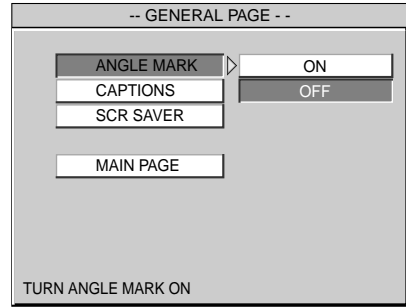 -- GENERAL PAGE - -
ANGLE MARK ON
CAPTIONS OFF
SCR SAVER
MAIN PAGE
TURN ANGLE MARK ON